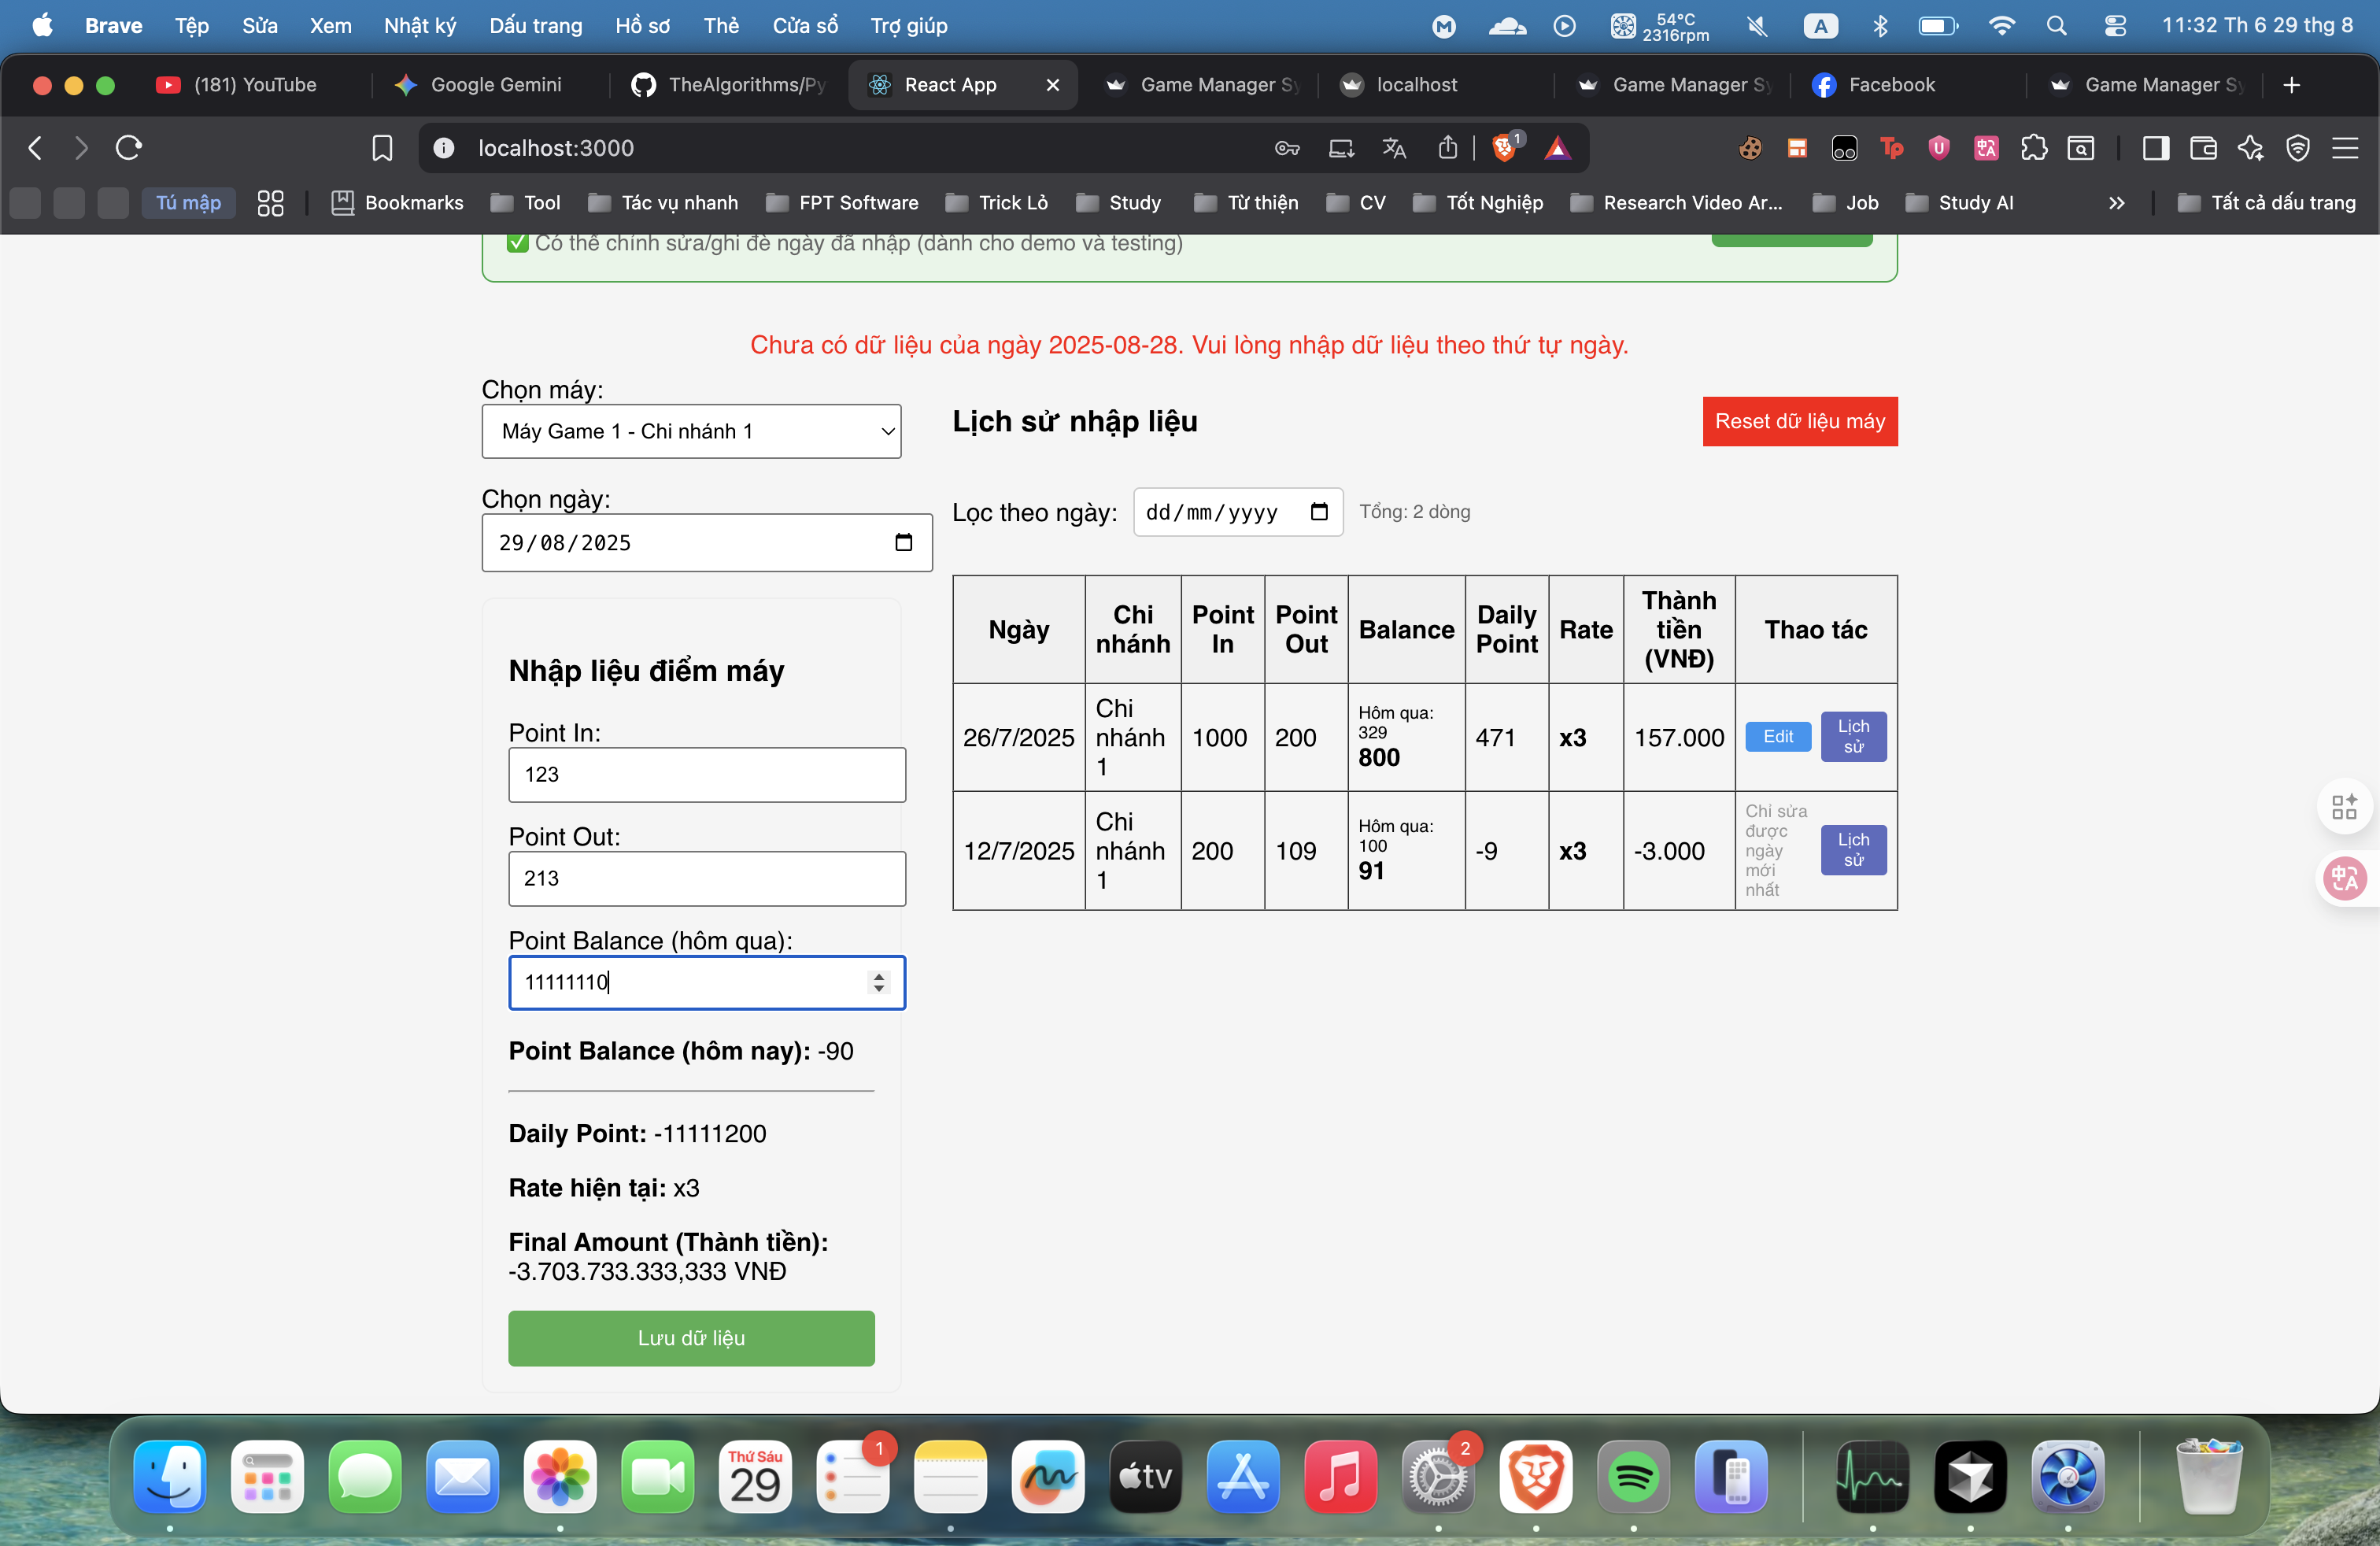 Brave Tệp Sửa Xem Nhật ký Dấu trang Hồ sơ Thẻ Cửa sổ Trợ giúp
54°C
2316rpm
A
11:32 Th 6 29 thg 8
(181) YouTube
Google Gemini
TheAlgorithms/Py
React App
Game Manager Sy
localhost
Game Manager Sy
Facebook
Game Manager Sy
localhost:3000
1
Tp
Tú mập
Bookmarks
Tool
Tác vụ nhanh
FPT Software
Trick Lỏ
Study
Từ thiện
CV
Tốt Nghiệp
Research Video Ar...
Job
Study AI
Tất cả dấu trang
Có thể chỉnh sửa/ghi đè ngày đã nhập (dành cho demo và testing)
Chưa có dữ liệu của ngày 2025-08-28. Vui lòng nhập dữ liệu theo thứ tự ngày.
Chọn máy:
Máy Game 1 - Chi nhánh 1
Chọn ngày:
29/08/2025
Nhập liệu điểm máy
Point In:
123
Point Out:
213
Point Balance (hôm qua):
11111110
Point Balance (hôm nay): -90
Daily Point: -11111200
Rate hiện tại: x3
Final Amount (Thành tiền):
-3.703.733.333,333 VNĐ
Lưu dữ liệu
Lịch sử nhập liệu
Reset dữ liệu máy
Lọc theo ngày:
dd/mm/yyyy
Tổng: 2 dòng
Ngày
Chi
nhánh
Point
In
Point
Out
Balance
Daily
Point
Rate
Thành
tiền
(VNĐ)
Thao tác
26/7/2025
Chi
nhánh
1
1000
200
Hôm qua:
329
800
471
x3
157.000
Edit
Lịch
sử
12/7/2025
Chi
nhánh
1
200
109
Hôm qua:
100
91
-9
x3
-3.000
Chỉ sửa
được
ngày
mới
nhất
Lịch
sử
Thứ Sáu
29
1
tv
2